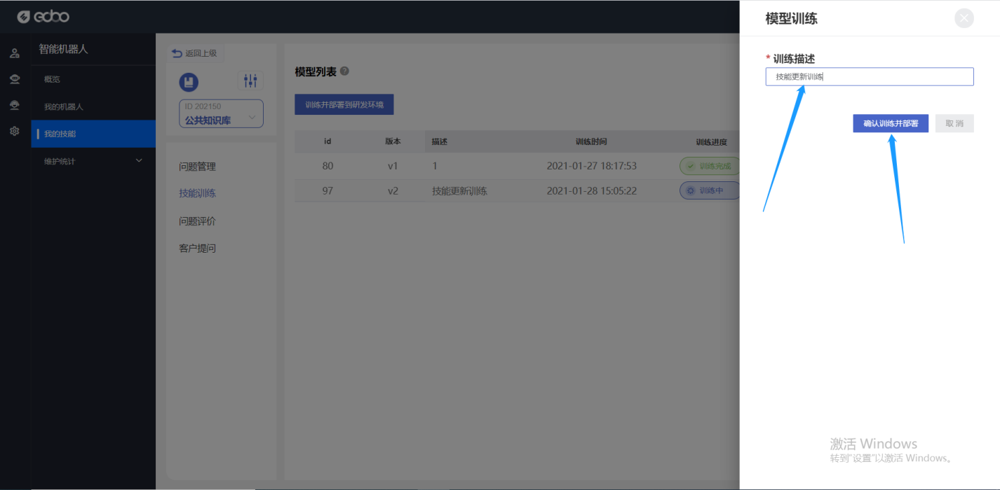 ecbo
智能机器人
概览
我的机器人
我的技能
维护统计
返回上级
ID 202150
公共知识库
问题管理
技能训练
问题评价
客户提问
模型列表 ?
训练并部署到研发环境
id 版本 描述 训练时间 训练进度
80 v1 1 2021-01-27 18:17:53 训练完成
97 v2 技能更新训练 2021-01-28 15:05:22 训练中
模型训练
* 训练描述
技能更新训练
确认训练并部署 取 消
激活 Windows
转到"设置"以激活 Windows。